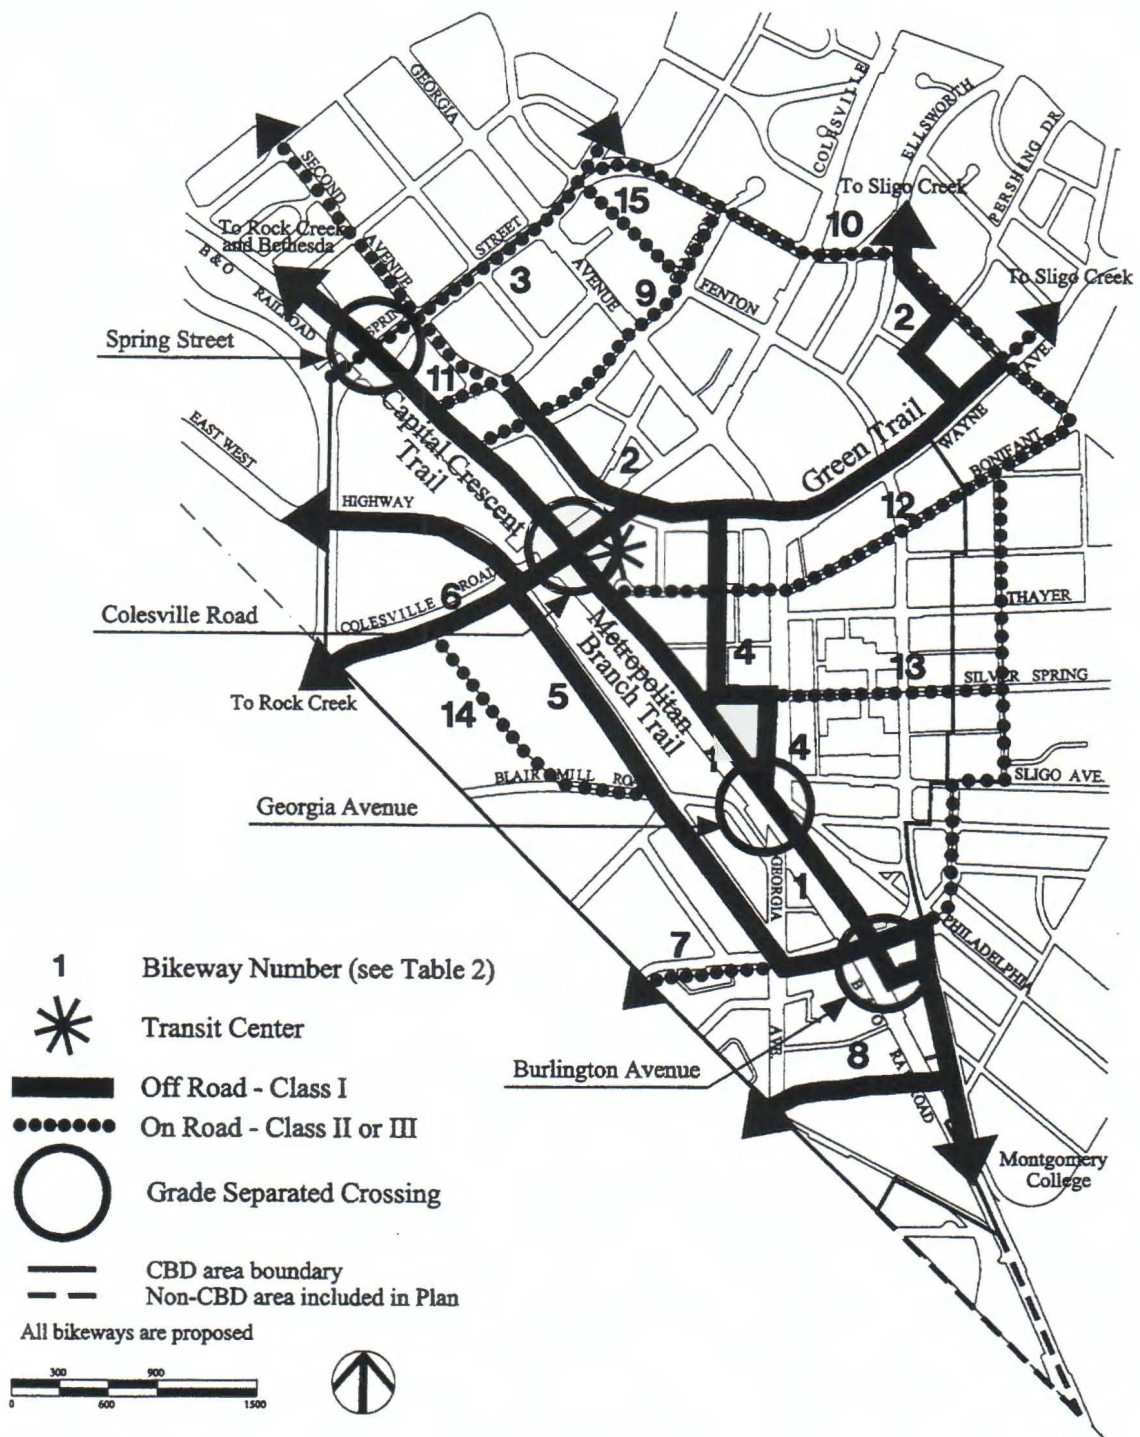 GEORGIA
COLESVILLE
ELLSWORTH
PERSHING DR.
SECOND
AVENUE
To Sligo Creek
15
10
To Rock Creek
and Bethesda
STREET
3
AVENUE
9
FENTON
2
To Sligo Creek
B & O
RAILROAD
SPRING
Spring Street
11
AVE.
Capital Crescent
Trail
WAYNE
EAST WEST
2
Green Trail
BONIFANT
HIGHWAY
12
Colesville Road
COLESVILLE ROAD
6
THAYER
Metropolitan
Branch Trail
4
13
SILVER SPRING
To Rock Creek
14
5
4
1
BLAIR MILL RO
SLIGO AVE.
Georgia Avenue
GEORGIA
1
PHILADELPHIA
7
B & O
RAILROAD
AVE.
8
Burlington Avenue
Montgomery
College
1 Bikeway Number (see Table 2)
Transit Center
Off Road - Class I
On Road - Class II or III
Grade Separated Crossing
CBD area boundary
Non-CBD area included in Plan
All bikeways are proposed
300 900
0 600 1500